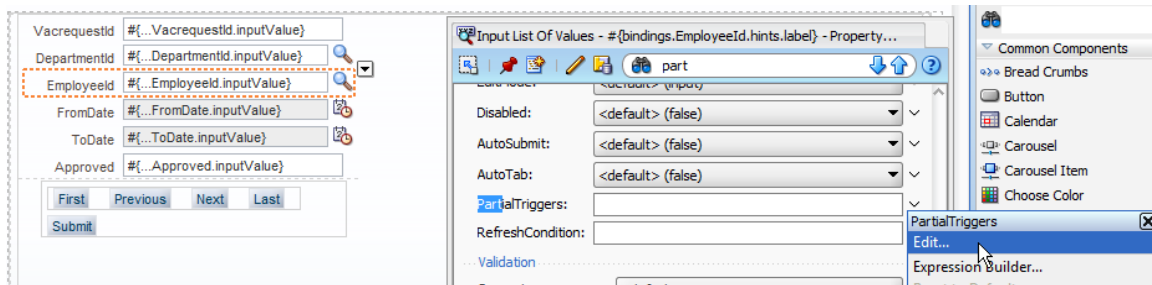 VacrequestId #{...VacrequestId.inputValue}
DepartmentId #{...DepartmentId.inputValue}
EmployeeId #{...EmployeeId.inputValue}
FromDate #{...FromDate.inputValue}
ToDate #{...ToDate.inputValue}
Approved #{...Approved.inputValue}
First Previous Next Last
Submit
Input List Of Values - #{bindings.EmployeeId.hints.label} - Property...
part
<default> (input)
Disabled: <default> (false)
AutoSubmit: <default> (false)
AutoTab: <default> (false)
PartialTriggers:
RefreshCondition:
Validation
Common Components
Bread Crumbs
Button
Calendar
Carousel
Carousel Item
Choose Color
PartialTriggers
Edit...
Expression Builder...